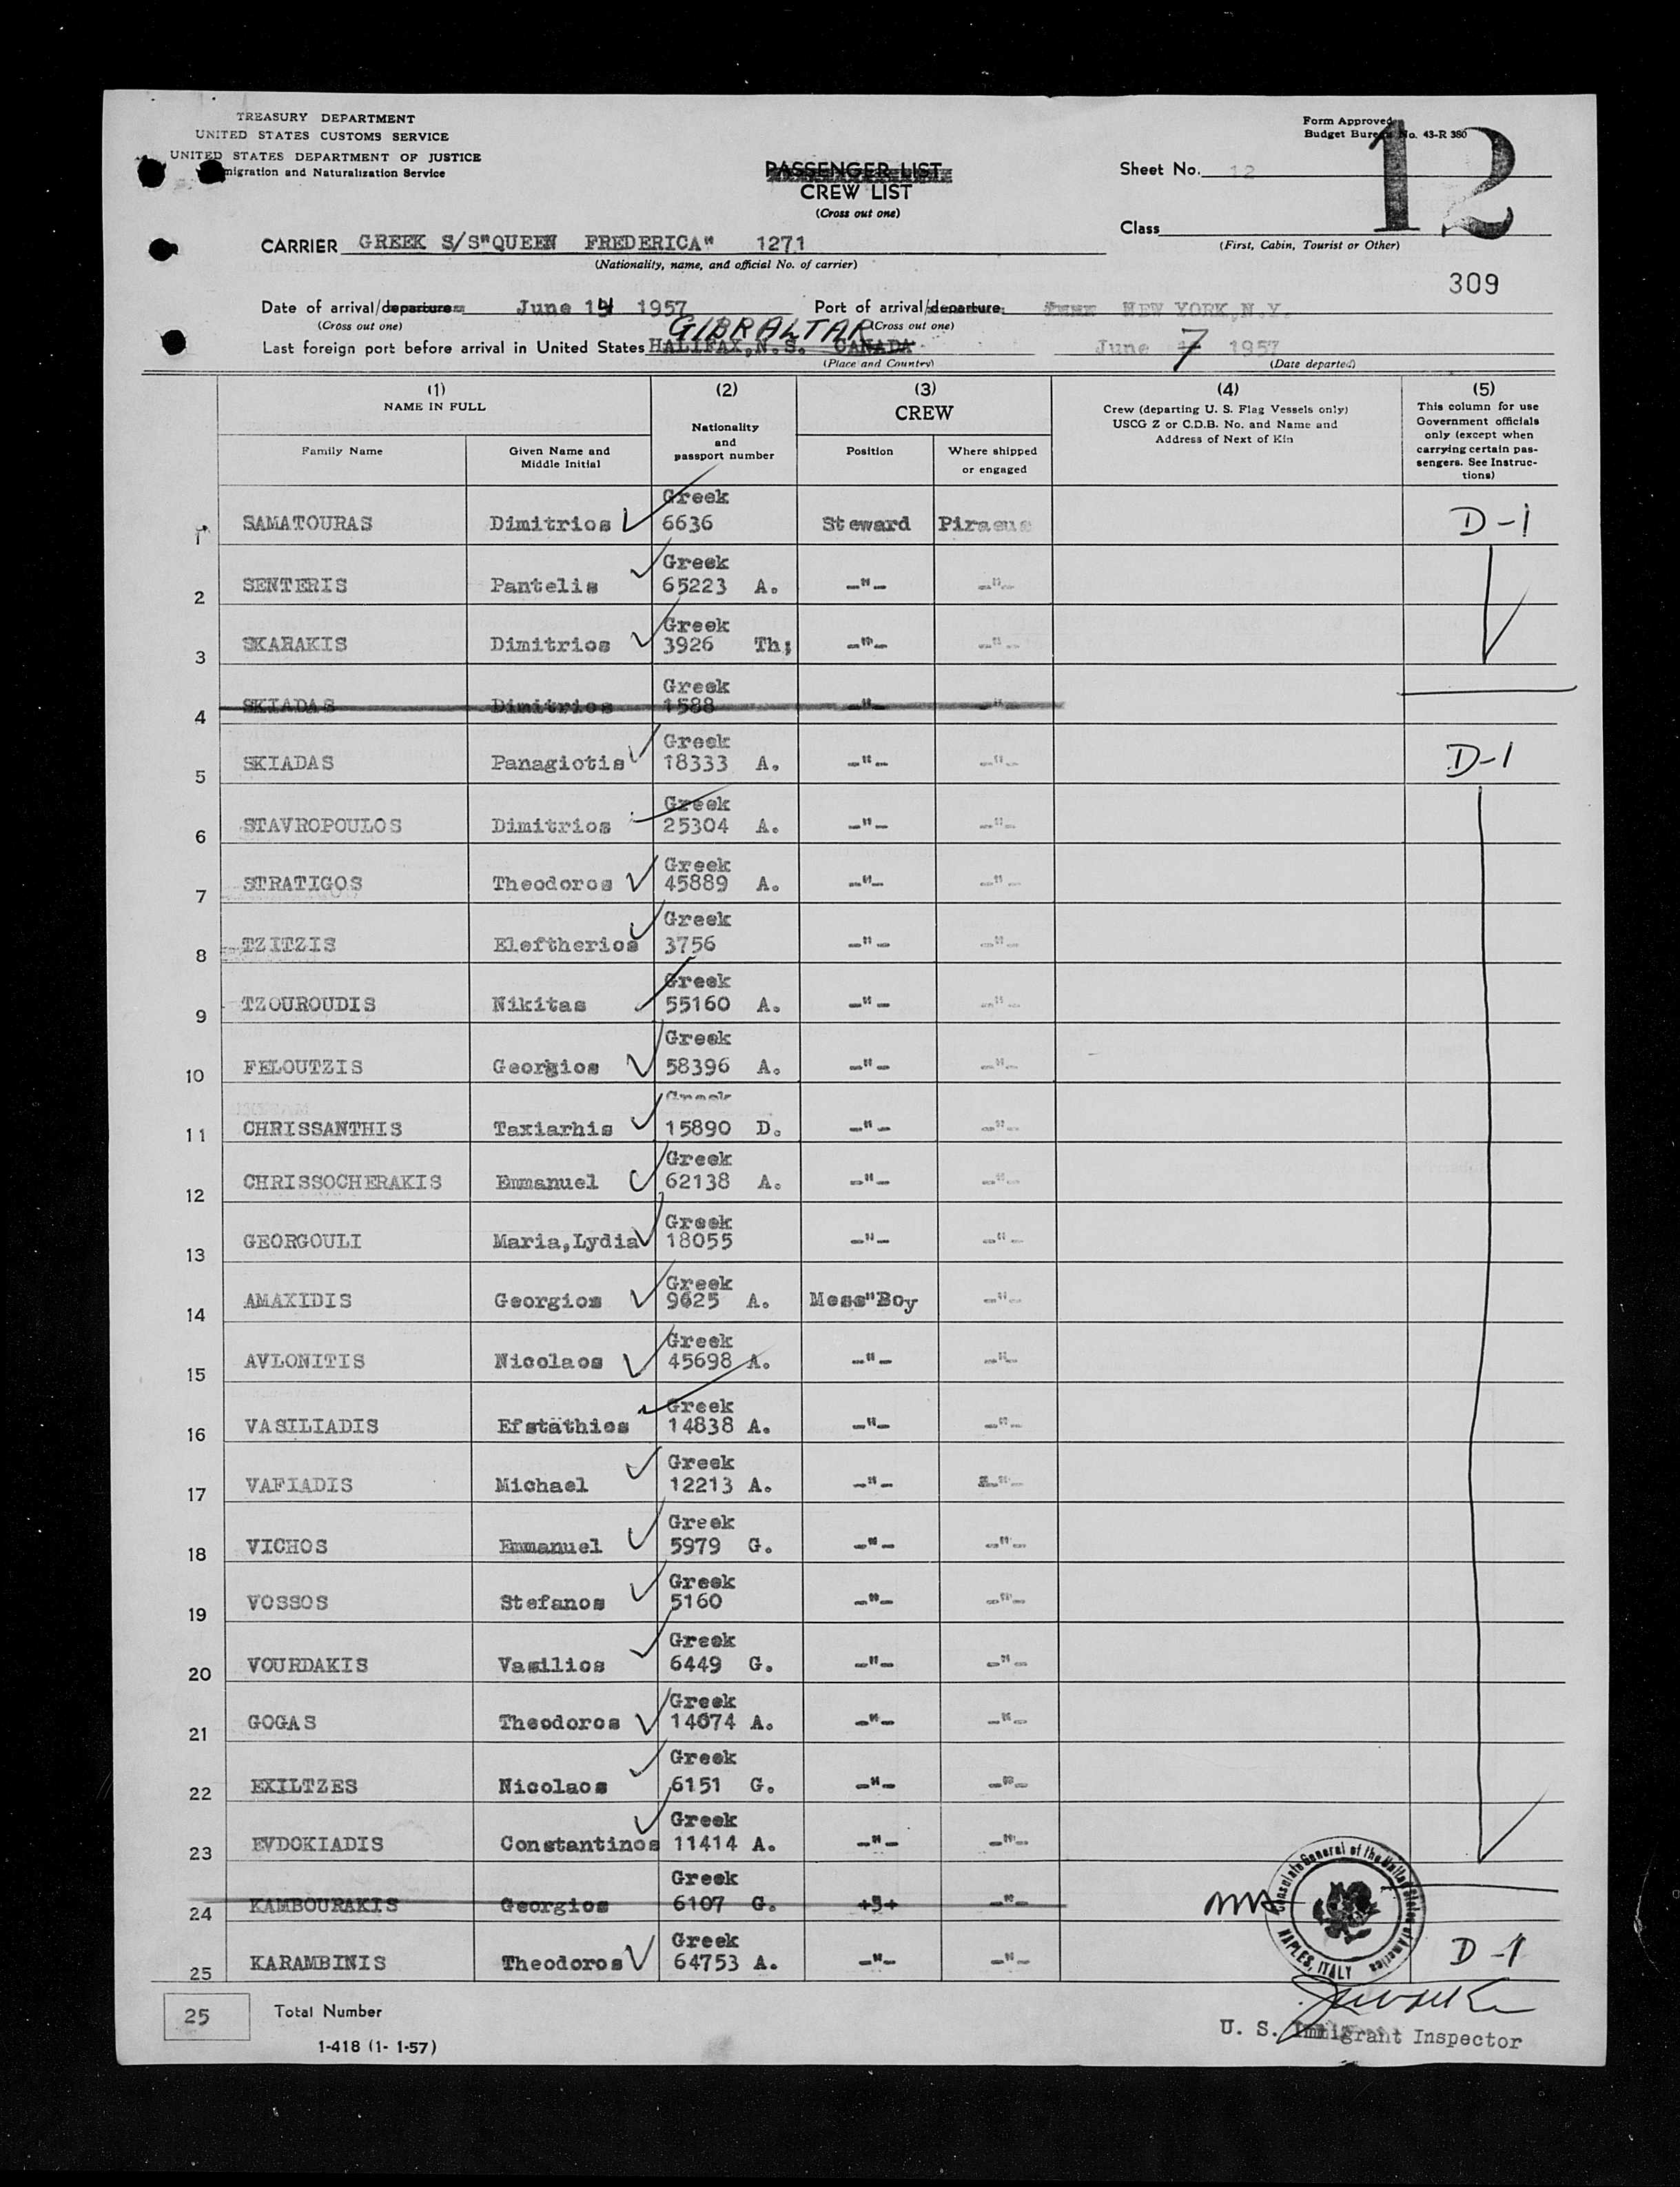 TREASURY DEPARTMENT
UNITED STATES CUSTOMS SERVICE
UNITED STATES DEPARTMENT OF JUSTICE
migration and Naturalization Service
PASSENGER LIST
CREW LIST
(Cross out one)
Form Approved
Budget Bureau No. 43-R 380
12
Sheet No. 12
Class
(First, Cabin, Tourist or Other)
CARRIER GREEK S/S"QUEEN FREDERICA" 1271
(Nationality, name, and official No. of carrier)
309
Date of arrival/departure June 14 1957 Port of arrival/departure NEW YORK, N.Y.
(Cross out one) (Cross out one)
GIBRALTAR
Last foreign port before arrival in United States HALIFAX, N.S. CANADA June 7 1957
(Place and Country) (Date departed)
(1) NAME IN FULL
Family Name
Given Name and Middle Initial
(2) Nationality and passport number
(3) CREW
Position
Where shipped or engaged
(4) Crew (departing U. S. Flag Vessels only) USCG Z or C.D.B. No. and Name and Address of Next of Kin
(5) This column for use Government officials only (except when carrying certain passengers. See Instructions)
1 SAMATOURAS Dimitrios Greek 6636 Steward Piraeus D-1
2 SENTERIS Pantelis Greek 65223 A. -"- -"-
3 SKARAKIS Dimitrios Greek 3926 Th; -"- -"-
4 SKIADAS Dimitrios Greek 1588 -"- -"-
5 SKIADAS Panagiotis Greek 18333 A. -"- -"- D-1
6 STAVROPOULOS Dimitrios Greek 25304 A. -"- -"-
7 STRATIGOS Theodoros Greek 45889 A. -"- -"-
8 TZITZIS Eleftherios Greek 3756 -"- -"-
9 TZOUROUDIS Nikitas Greek 55160 A. -"- -"-
10 FELOUTZIS Georgios Greek 58396 A. -"- -"-
11 CHRISSANTHIS Taxiarhis Greek 15890 D. -"- -"-
12 CHRISSOCHERAKIS Emmanuel Greek 62138 A. -"- -"-
13 GEORGOULI Maria,Lydia Greek 18055 -"- -"-
14 AMAXIDIS Georgios Greek 9625 A. Mess"Boy -"-
15 AVLONITIS Nicolaos Greek 45698 A. -"- -"-
16 VASILIADIS Efstathios Greek 14838 A. -"- -"-
17 VAFIADIS Michael Greek 12213 A. -"- -"-
18 VICHOS Emmanuel Greek 5979 G. -"- -"-
19 VOSSOS Stefanos Greek 5160 -"- -"-
20 VOURDAKIS Vasilios Greek 6449 G. -"- -"-
21 GOGAS Theodoros Greek 14674 A. -"- -"-
22 EXILTZES Nicolaos Greek 6151 G. -"- -"-
23 EVDOKIADIS Constantinos Greek 11414 A. -"- -"-
24 KAMBOURAKIS Georgios Greek 6107 G. +9+ -"-
25 KARAMBINIS Theodoros Greek 64753 A. -"- -"- D-1
Consulate General of the United States of America
NAPLES, ITALY
25 Total Number
1-418 (1- 1-57)
U. S. Immigrant Inspector